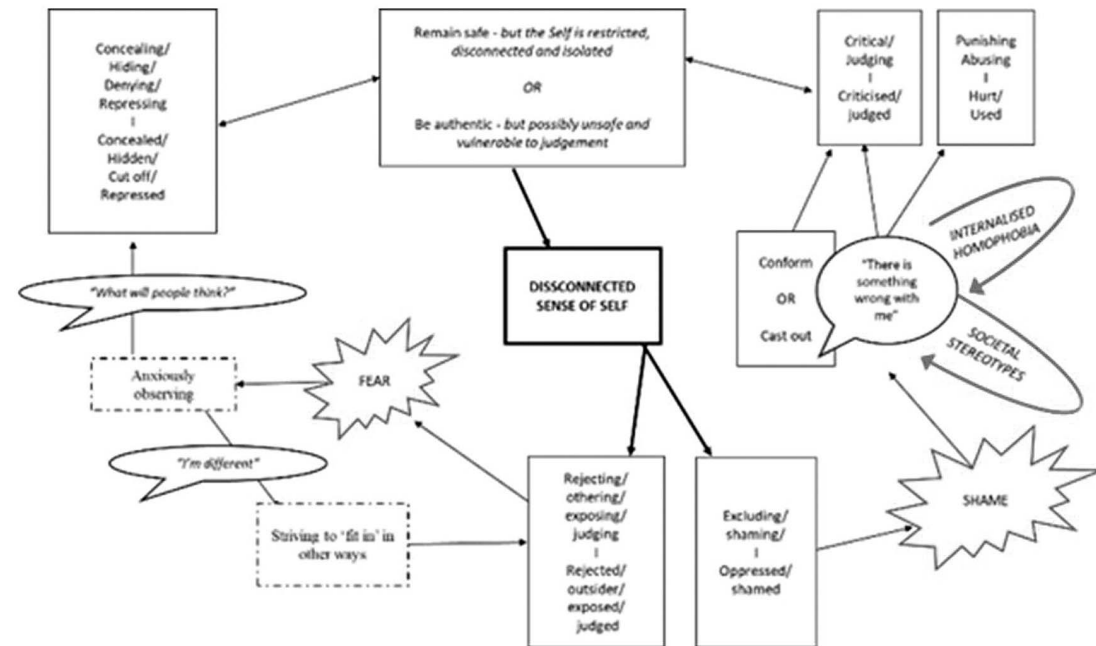 Concealing/
Hiding/
Denying/
Repressing
I
Concealed/
Hidden/
Cut off/
Repressed
Remain safe - but the Self is restricted,
disconnected and isolated
OR
Be authentic - but possibly unsafe and
vulnerable to judgement
Critical/
Judging
I
Criticised/
judged
Punishing
Abusing
I
Hurt/
Used
INTERNALISED
HOMOPHOBIA
"What will people think?"
DISSCONNECTED
SENSE OF SELF
Conform
OR
Cast out
"There is
something
wrong with
me"
SOCIETAL
STEREOTYPES
Anxiously
observing
FEAR
"I'm different"
Striving to 'fit in' in
other ways
Rejecting/
othering/
exposing/
judging
I
Rejected/
outsider/
exposed/
judged
Excluding/
shaming/
I
Oppressed/
shamed
SHAME